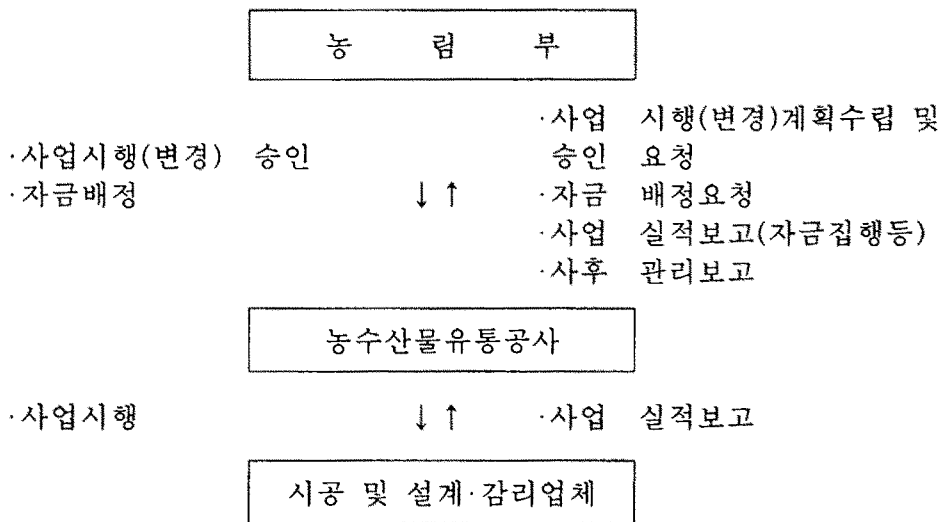 농 림 부
·사업 시행(변경)계획수립 및
·사업시행(변경) 승인 승인 요청
·자금배정 ↓↑ ·자금 배정요청
·사업 실적보고(자금집행등)
·사후 관리보고
농수산물유통공사
·사업시행 ↓↑ ·사업 실적보고
시공 및 설계·감리업체